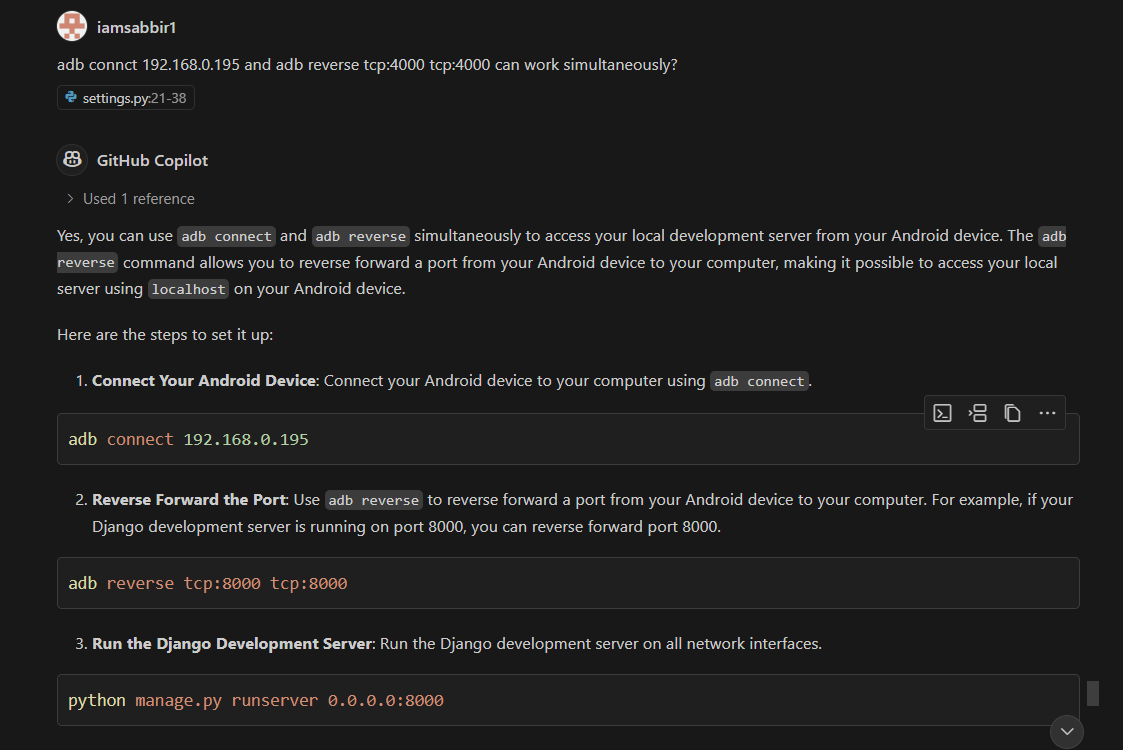 iamsabbir1
adb connct 192.168.0.195 and adb reverse tcp:4000 tcp:4000 can work simultaneously?
settings.py:21-38
GitHub Copilot
Used 1 reference
Yes, you can use adb connect and adb reverse simultaneously to access your local development server from your Android device. The adb
reverse command allows you to reverse forward a port from your Android device to your computer, making it possible to access your local
server using localhost on your Android device.
Here are the steps to set it up:
1. Connect Your Android Device: Connect your Android device to your computer using adb connect.
adb connect 192.168.0.195
2. Reverse Forward the Port: Use adb reverse to reverse forward a port from your Android device to your computer. For example, if your
Django development server is running on port 8000, you can reverse forward port 8000.
adb reverse tcp:8000 tcp:8000
3. Run the Django Development Server: Run the Django development server on all network interfaces.
python manage.py runserver 0.0.0.0:8000